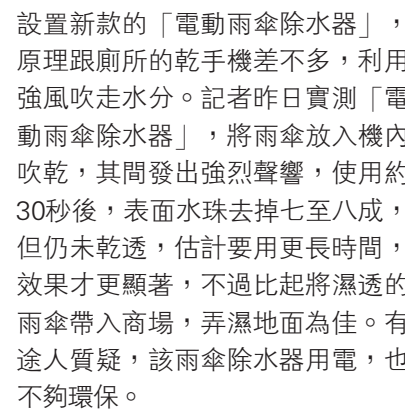 設置新款的「電動雨傘除水器」，
原理跟廁所的乾手機差不多，利用
強風吹走水分。記者昨日實測「電
動雨傘除水器」，將雨傘放入機內
吹乾，其間發出強烈聲響，使用約
30秒後，表面水珠去掉七至八成，
但仍未乾透，估計要用更長時間，
效果才更顯著，不過比起將濕透的
雨傘帶入商場，弄濕地面為佳。有
途人質疑，該雨傘除水器用電，也
不夠環保。